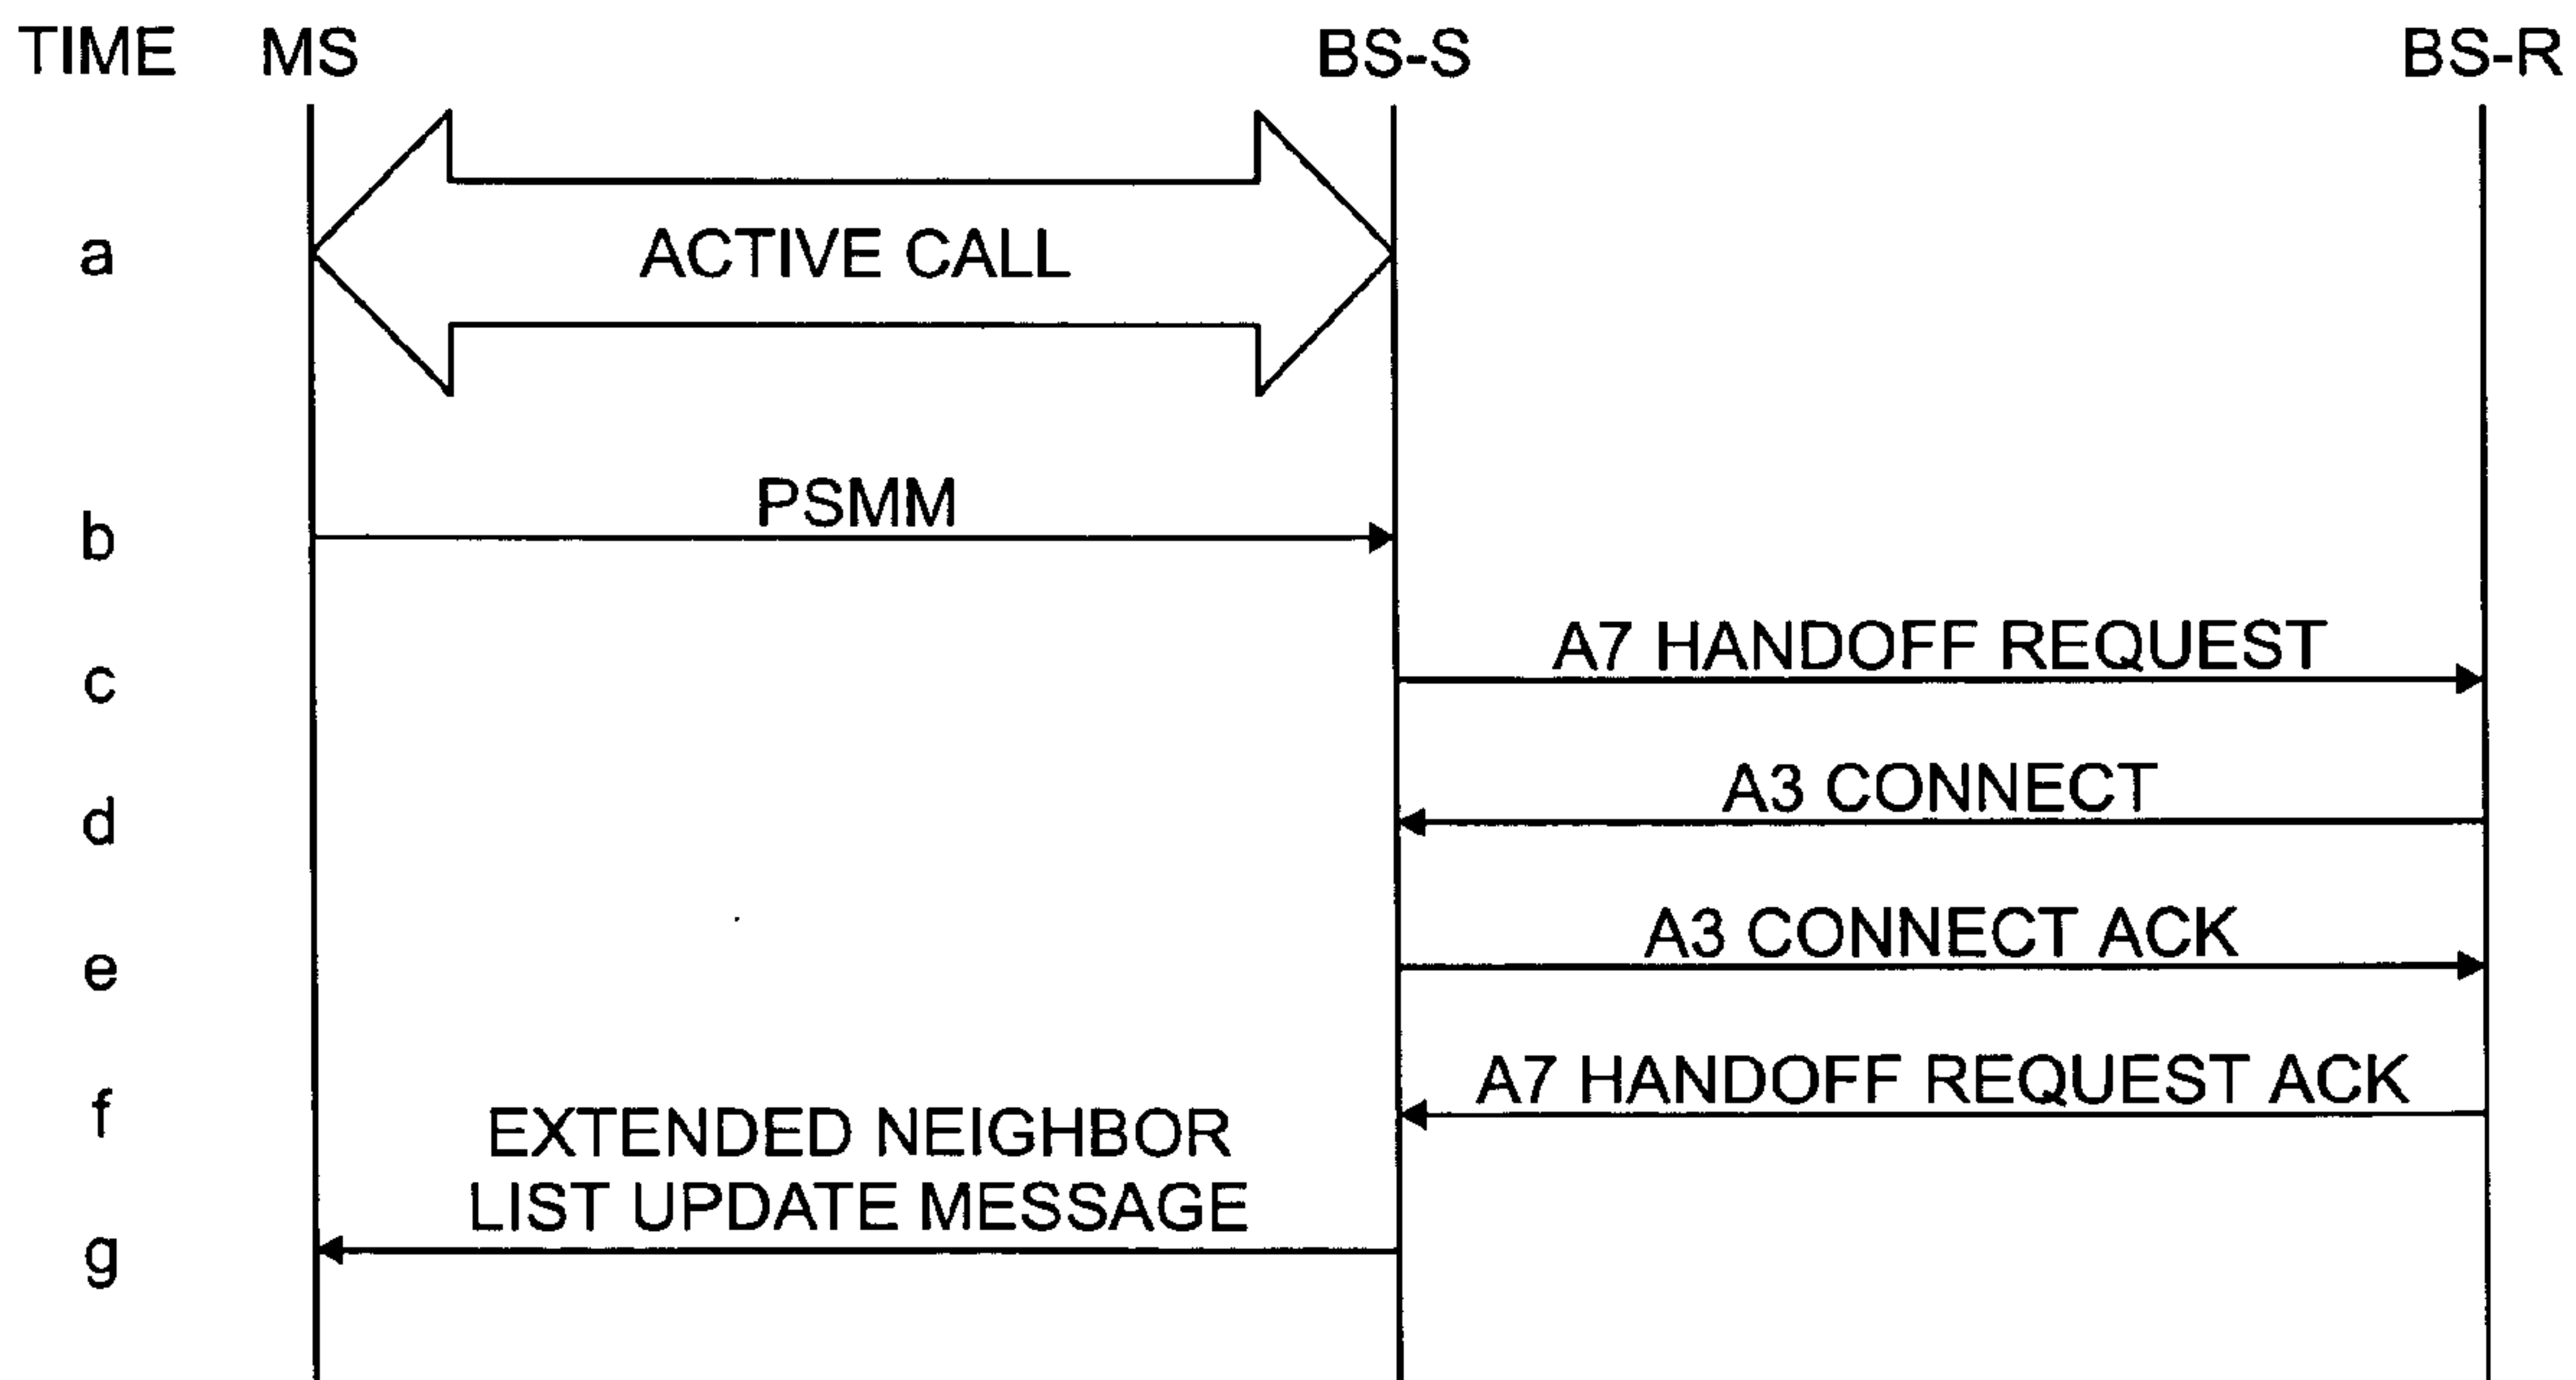 TIME MS BS-S BS-R
a ACTIVE CALL
b PSMM
c A7 HANDOFF REQUEST
d A3 CONNECT
e A3 CONNECT ACK
f A7 HANDOFF REQUEST ACK
EXTENDED NEIGHBOR
LIST UPDATE MESSAGE
g